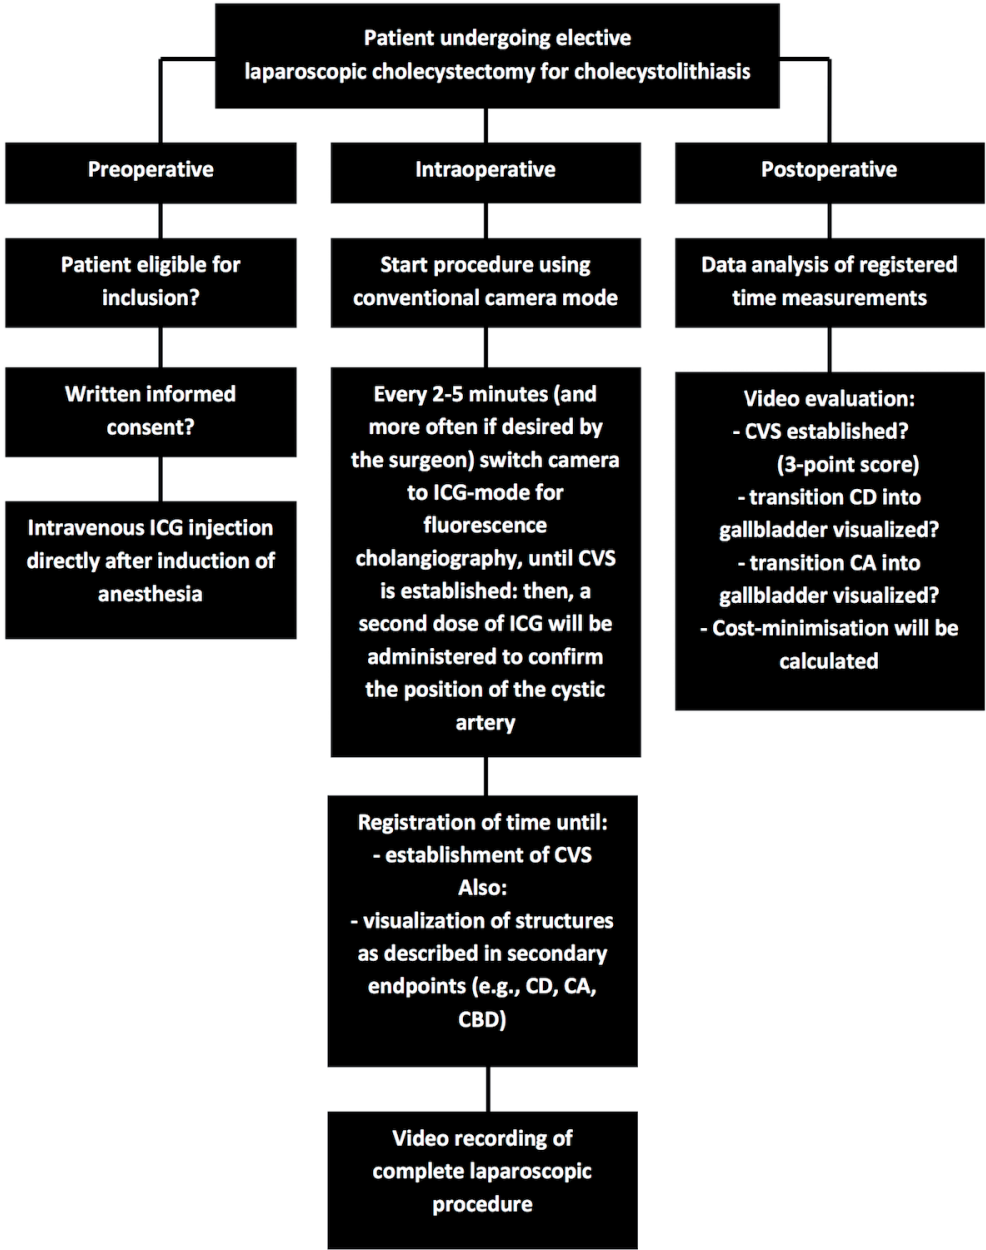 Patient undergoing elective
laparoscopic cholecystectomy for cholecystolithiasis
Preoperative
Patient eligible for
inclusion?
Written informed
consent?
Intravenous ICG injection
directly after induction of
anesthesia
Intraoperative
Start procedure using
conventional camera mode
Every 2-5 minutes (and
more often if desired by
the surgeon) switch camera
to ICG-mode for
fluorescence
cholangiography, until CVS
is established: then, a
second dose of ICG will be
administered to confirm
the position of the cystic
artery
Registration of time until:
- establishment of CVS
Also:
- visualization of structures
as described in secondary
endpoints (e.g., CD, CA,
CBD)
Video recording of
complete laparoscopic
procedure
Postoperative
Data analysis of registered
time measurements
Video evaluation:
- CVS established?
(3-point score)
- transition CD into
gallbladder visualized?
- transition CA into
gallbladder visualized?
- Cost-minimisation will be
calculated